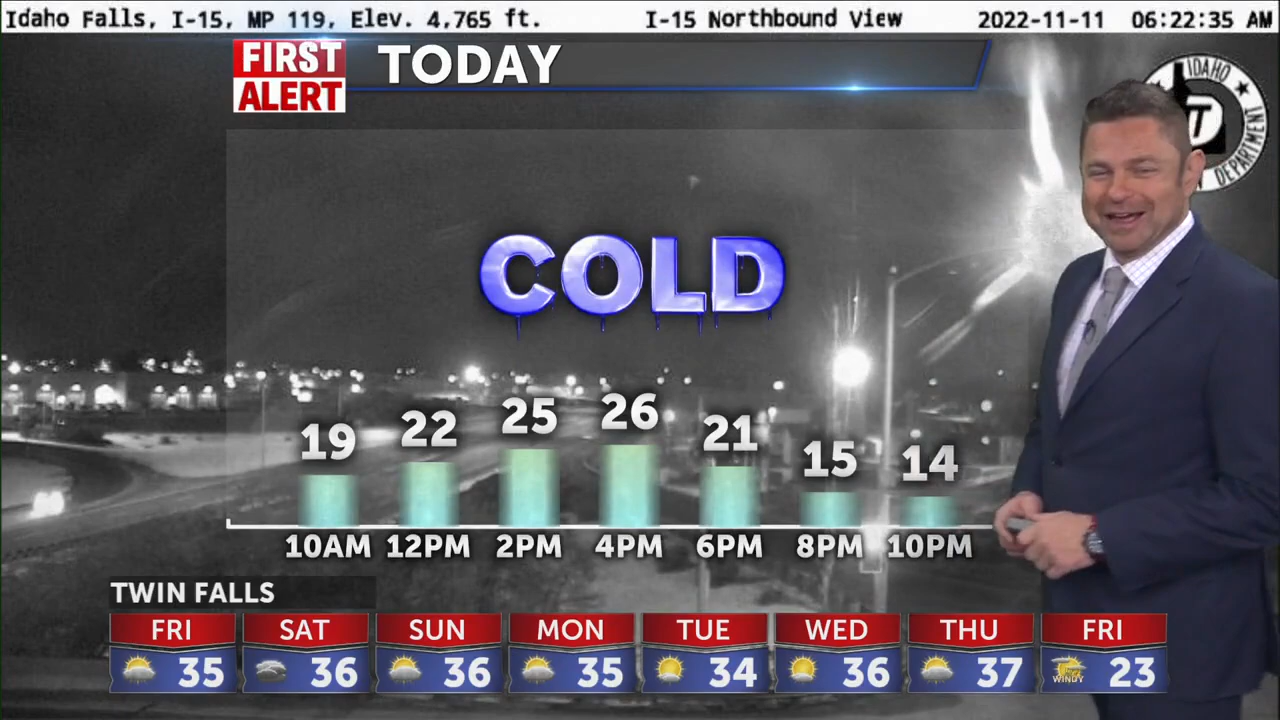 Idaho Falls, I-15, MP 119, Elev. 4,765 ft. I-15 Northbound View 2022-11-11 06:22:35 AM
FIRST ALERT
TODAY
IDAHO
DEPARTMENT
COLD
19 22 25 26 21 15 14
10AM 12PM 2PM 4PM 6PM 8PM 10PM
TWIN FALLS
FRI SAT SUN MON TUE WED THU FRI
35 36 36 35 34 36 37 23
WINDY